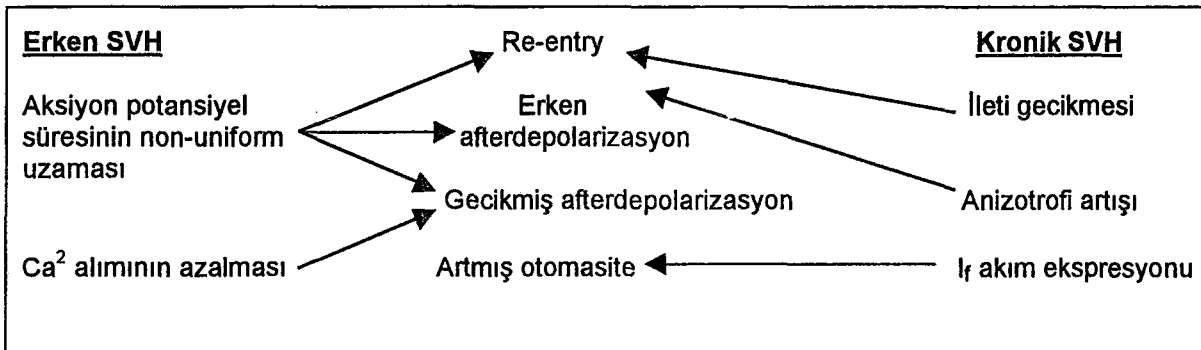 Erken SVH
Aksiyon potansiyel
süresinin non-uniform
uzaması
Ca² alımının azalması
Re-entry
Erken
afterdepolarizasyon
Gecikmiş afterdepolarizasyon
Artmış otomasite
Kronik SVH
İleti gecikmesi
Anizotrofi artışı
If akım ekspresyonu